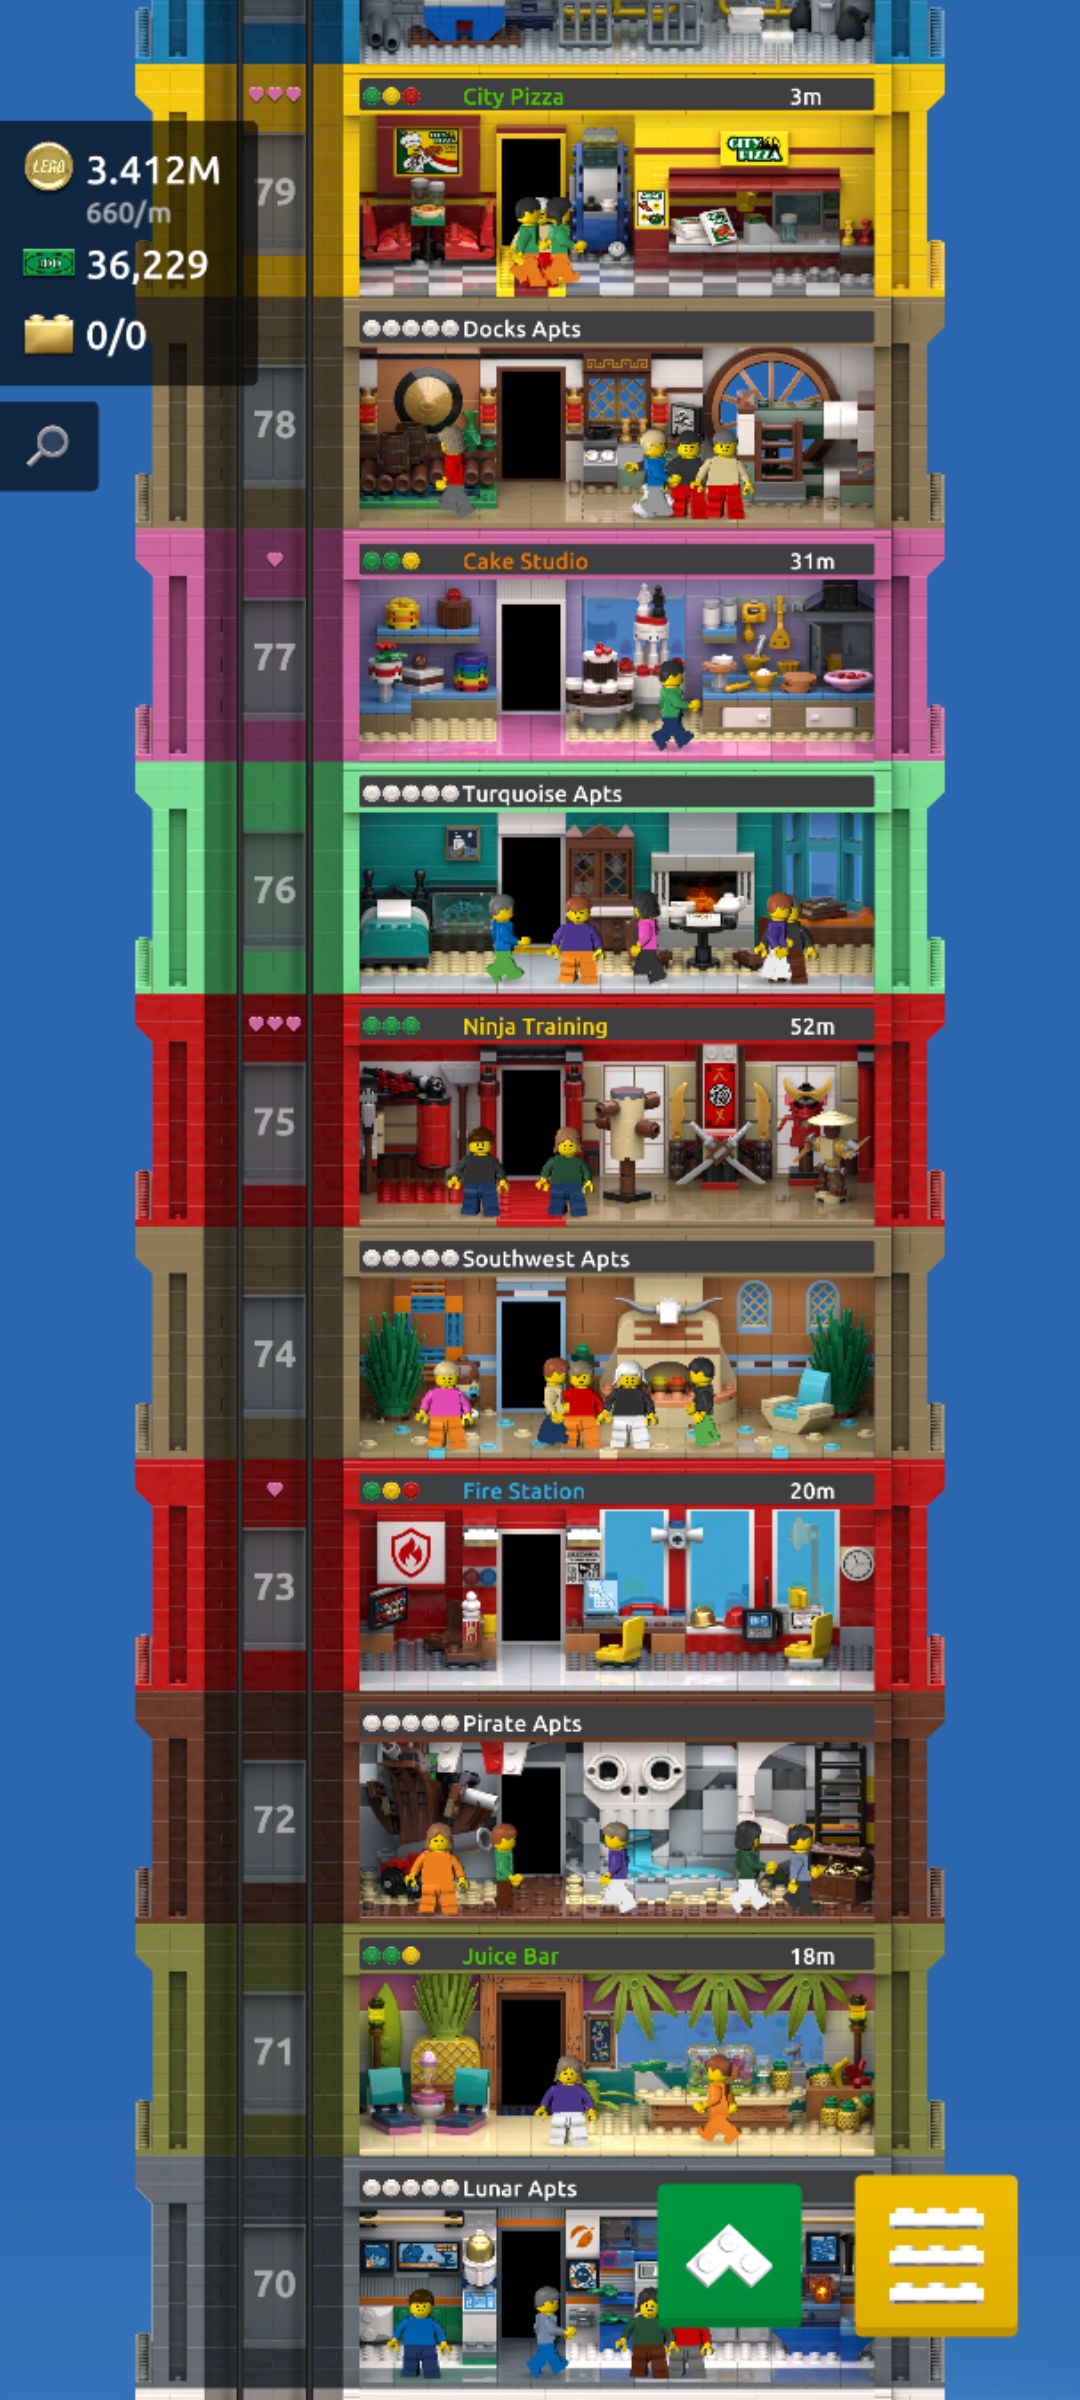 City Pizza 3m
LEGO 3.412M
660/m
36,229
0/0
79
CITY PIZZA
Docks Apts
78
Cake Studio 31m
77
Turquoise Apts
76
Ninja Training 52m
75
Southwest Apts
74
Fire Station 20m
73
Pirate Apts
72
Juice Bar 18m
71
Lunar Apts
70